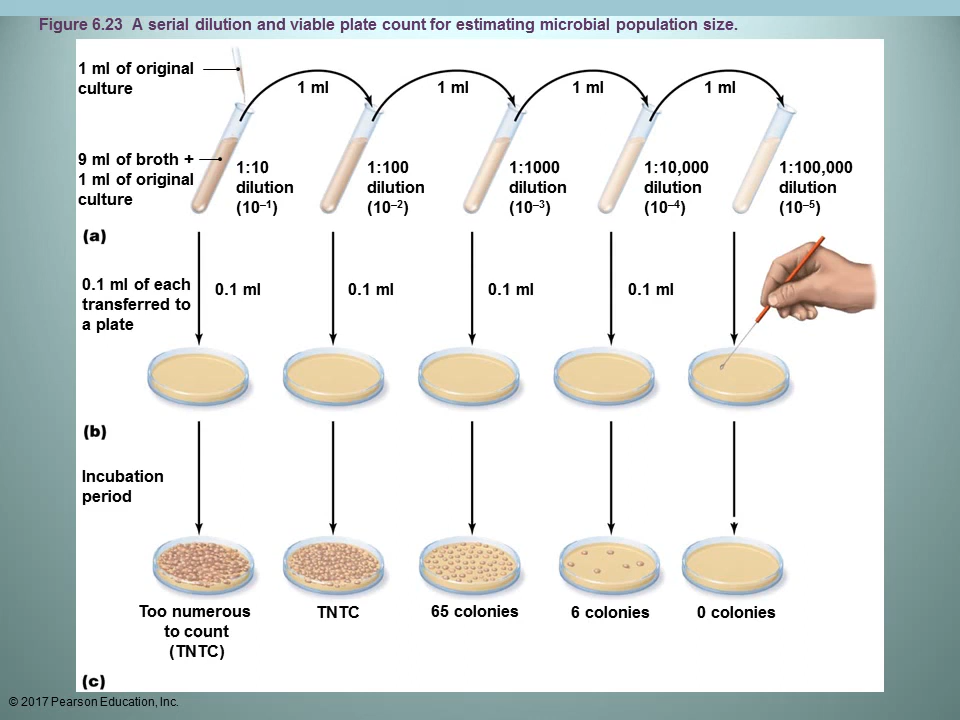 Figure 6.23 A serial dilution and viable plate count for estimating microbial population size.
1 ml of original
culture
1 ml
1 ml
1 ml
1 ml
9 ml of broth +
1 ml of original
culture
1:10
dilution
(10–1)
1:100
dilution
(10–2)
1:1000
dilution
(10–3)
1:10,000
dilution
(10–4)
1:100,000
dilution
(10–5)
(a)
0.1 ml of each
transferred to
a plate
0.1 ml
0.1 ml
0.1 ml
0.1 ml
(b)
Incubation
period
Too numerous
to count
(TNTC)
TNTC
65 colonies
6 colonies
0 colonies
(c)
© 2017 Pearson Education, Inc.